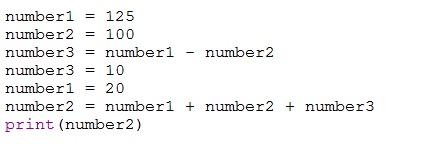 number1 = 125
number2 = 100
number3 = number1 - number2
number3 = 10
number1 = 20
number2 = number1 + number2 + number3
print(number2)